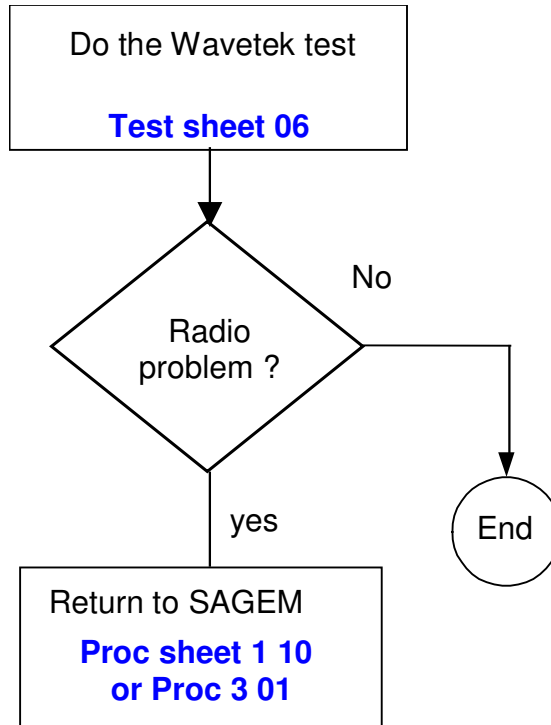 Do the Wavetek test
Test sheet 06
No
Radio
problem ?
End
yes
Return to SAGEM
Proc sheet 1 10
or Proc 3 01